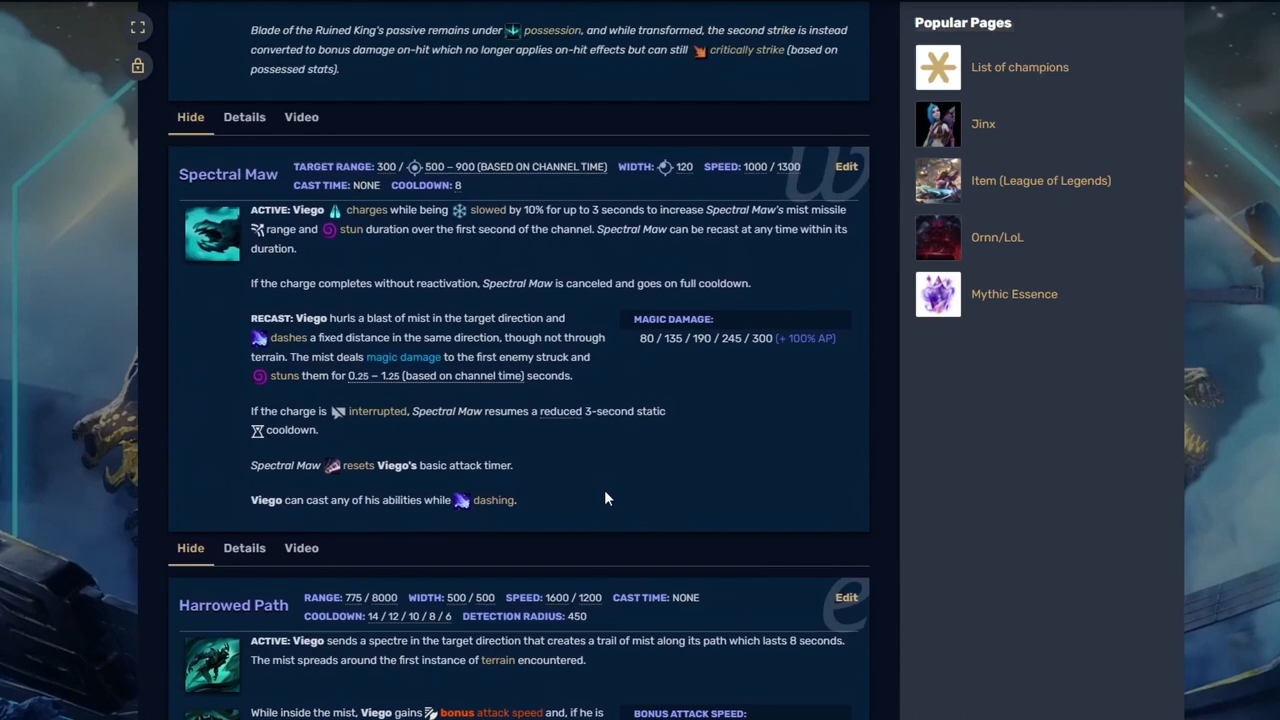 Blade of the Ruined King's passive remains under possession, and while transformed, the second strike is instead
converted to bonus damage on-hit which no longer applies on-hit effects but can still critically strike (based on
possessed stats).
Hide Details Video
Spectral Maw
TARGET RANGE: 300 / 500 – 900 (BASED ON CHANNEL TIME) WIDTH: 120 SPEED: 1000 / 1300
CAST TIME: NONE COOLDOWN: 8
w
Edit
ACTIVE: Viego charges while being slowed by 10% for up to 3 seconds to increase Spectral Maw's mist missile
range and stun duration over the first second of the channel. Spectral Maw can be recast at any time within its
duration.
If the charge completes without reactivation, Spectral Maw is canceled and goes on full cooldown.
RECAST: Viego hurls a blast of mist in the target direction and
dashes a fixed distance in the same direction, though not through
terrain. The mist deals magic damage to the first enemy struck and
stuns them for 0.25 – 1.25 (based on channel time) seconds.
MAGIC DAMAGE:
80 / 135 / 190 / 245 / 300 (+ 100% AP)
If the charge is interrupted, Spectral Maw resumes a reduced 3-second static
cooldown.
Spectral Maw resets Viego's basic attack timer.
Viego can cast any of his abilities while dashing.
Hide Details Video
Harrowed Path
RANGE: 775 / 8000 WIDTH: 500 / 500 SPEED: 1600 / 1200 CAST TIME: NONE
COOLDOWN: 14 / 12 / 10 / 8 / 6 DETECTION RADIUS: 450
e
Edit
ACTIVE: Viego sends a spectre in the target direction that creates a trail of mist along its path which lasts 8 seconds.
The mist spreads around the first instance of terrain encountered.
While inside the mist, Viego gains bonus attack speed and, if he is
BONUS ATTACK SPEED:
Popular Pages
List of champions
Jinx
Item (League of Legends)
Ornn/LoL
Mythic Essence